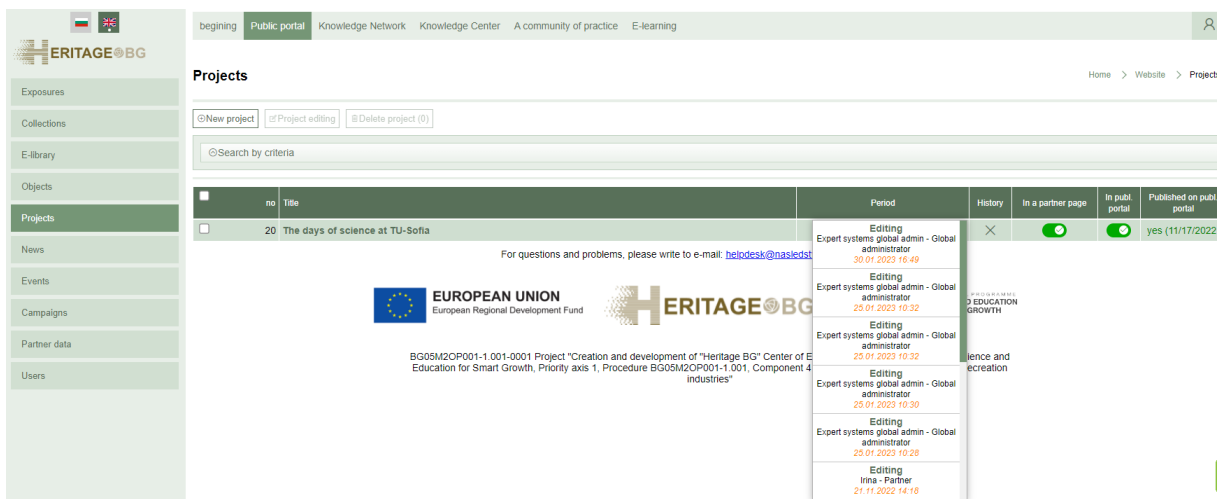 begining Public portal Knowledge Network Knowledge Center A community of practice E-learning
HERITAGE BG
Projects
Home > Website > Projects
Exposures
Collections
E-library
Objects
Projects
News
Events
Campaigns
Partner data
Users
New project Project editing Delete project (0)
Search by criteria
no Title Period History In a partner page In publ. portal Published on publ. portal
20 The days of science at TU-Sofia yes (11/17/2022
Editing
Expert systems global admin - Global
administrator
30.01.2023 16:49
Editing
Expert systems global admin - Global
administrator
25.01.2023 10:32
Editing
Expert systems global admin - Global
administrator
25.01.2023 10:32
Editing
Expert systems global admin - Global
administrator
25.01.2023 10:30
Editing
Expert systems global admin - Global
administrator
25.01.2023 10:28
Editing
Irina - Partner
21.11.2022 14:18
For questions and problems, please write to e-mail: helpdesk@nasledst
EUROPEAN UNION
European Regional Development Fund
HERITAGE BG
PROGRAMME
EDUCATION
GROWTH
BG05M2OP001-1.001-0001 Project "Creation and development of "Heritage BG" Center of E ience and
Education for Smart Growth, Priority axis 1, Procedure BG05M2OP001-1.001, Component 4 ecreation
industries"